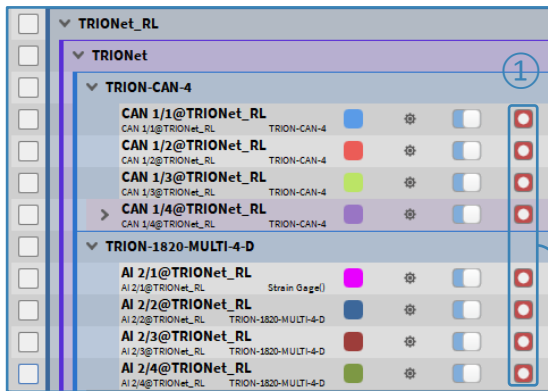 TRIONet_RL
TRIONet
①
TRION-CAN-4
CAN 1/1@TRIONet_RL
CAN 1/1@TRIONet_RL TRION-CAN-4
CAN 1/2@TRIONet_RL
CAN 1/2@TRIONet_RL TRION-CAN-4
CAN 1/3@TRIONet_RL
CAN 1/3@TRIONet_RL TRION-CAN-4
CAN 1/4@TRIONet_RL
CAN 1/4@TRIONet_RL TRION-CAN-4
TRION-1820-MULTI-4-D
AI 2/1@TRIONet_RL
AI 2/1@TRIONet_RL Strain Gage()
AI 2/2@TRIONet_RL
AI 2/2@TRIONet_RL TRION-1820-MULTI-4-D
AI 2/3@TRIONet_RL
AI 2/3@TRIONet_RL TRION-1820-MULTI-4-D
AI 2/4@TRIONet_RL
AI 2/4@TRIONet_RL TRION-1820-MULTI-4-D